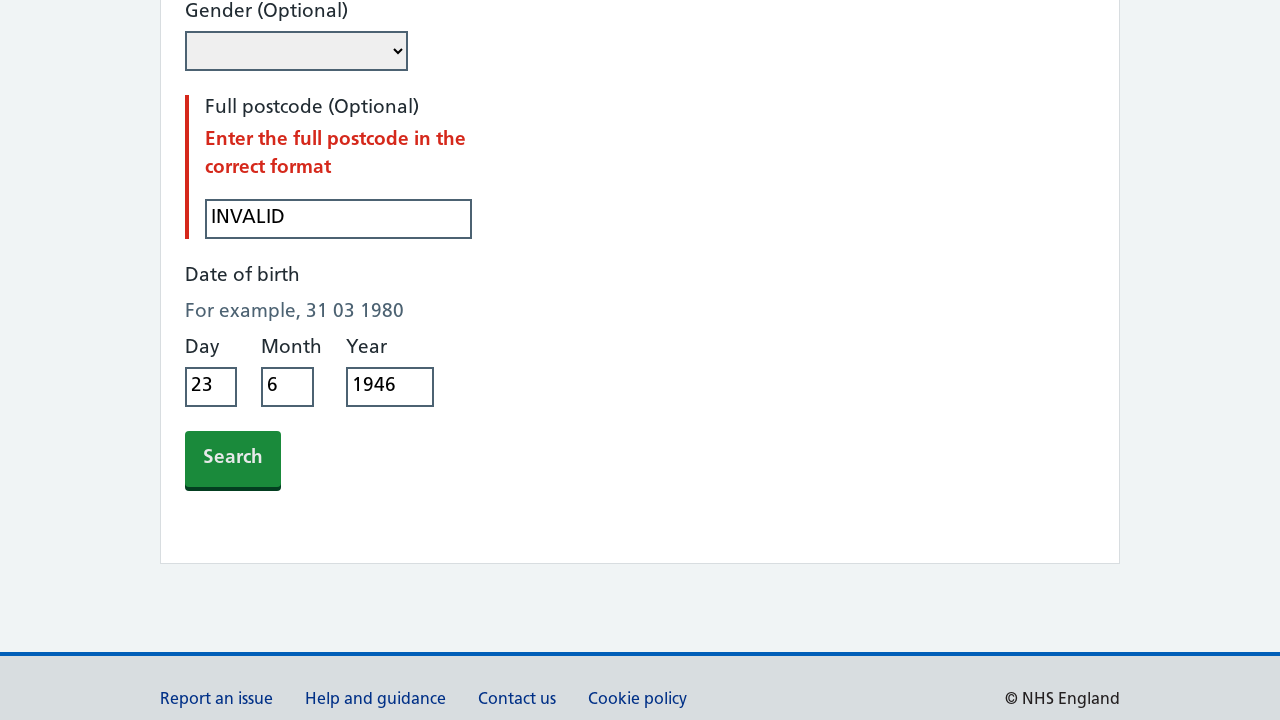 Gender (Optional)
Full postcode (Optional)
Enter the full postcode in the
correct format
INVALID
Date of birth
For example, 31 03 1980
Day Month Year
23 6 1946
Search
Report an issue Help and guidance Contact us Cookie policy © NHS England